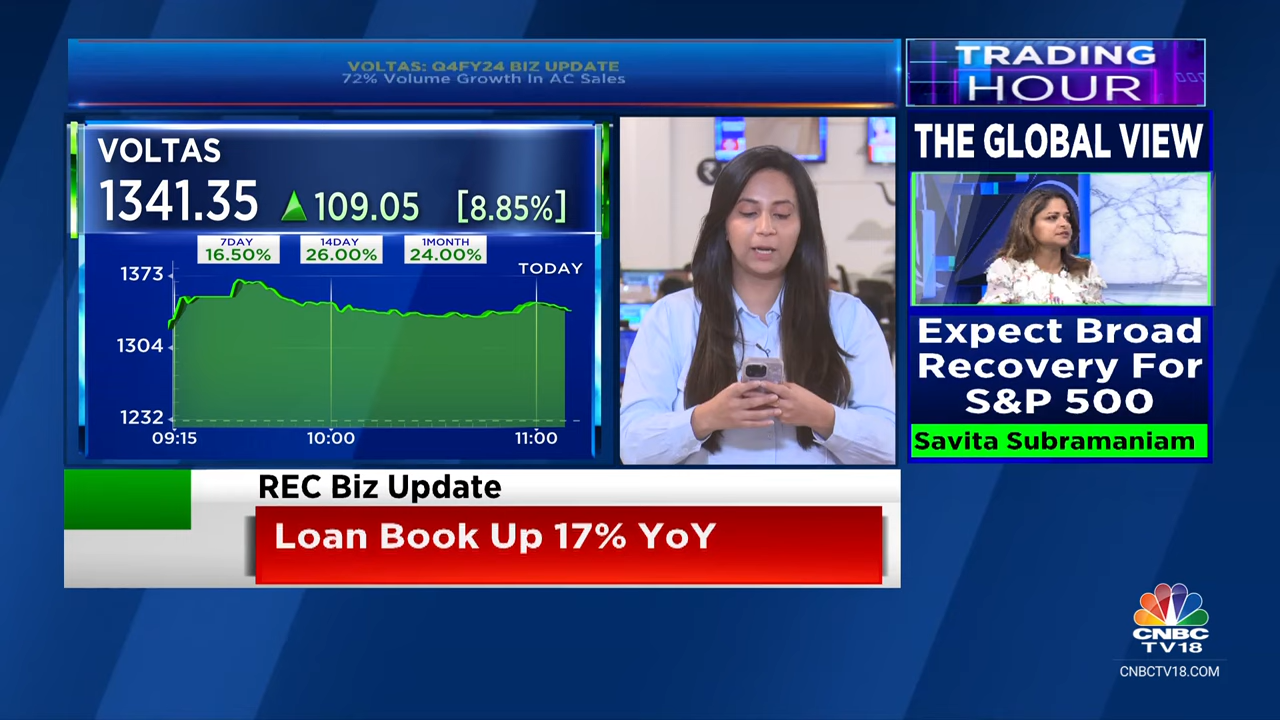 VOLTAS: Q4FY24 BIZ UPDATE
72% Volume Growth In AC Sales
TRADING
HOUR
VOLTAS
1341.35 109.05 [8.85%]
7DAY 14DAY 1MONTH
16.50% 26.00% 24.00%
TODAY
1373
1304
1232
09:15 10:00 11:00
THE GLOBAL VIEW
Expect Broad
Recovery For
S&P 500
Savita Subramaniam
REC Biz Update
Loan Book Up 17% YoY
CNBC
TV18
CNBCTV18.COM